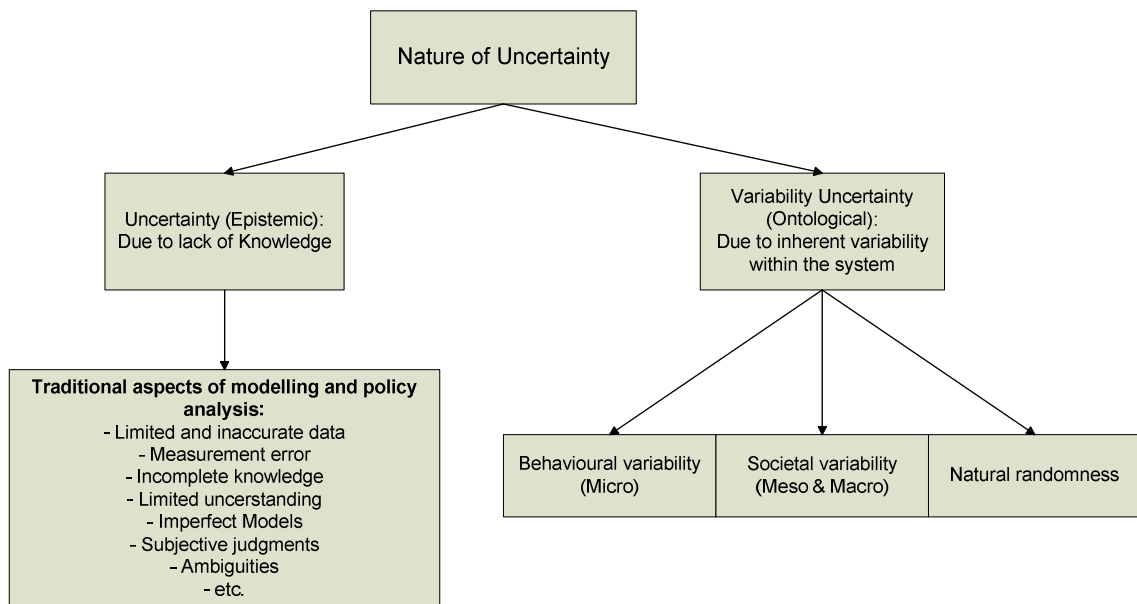 Nature of Uncertainty
Uncertainty (Epistemic):
Due to lack of Knowledge
Variability Uncertainty
(Ontological):
Due to inherent variability
within the system
Traditional aspects of modelling and policy
analysis:
- Limited and inaccurate data
- Measurement error
- Incomplete knowledge
- Limited uncerstanding
- Imperfect Models
- Subjective judgments
- Ambiguities
- etc.
Behavioural variability
(Micro)
Societal variability
(Meso & Macro)
Natural randomness